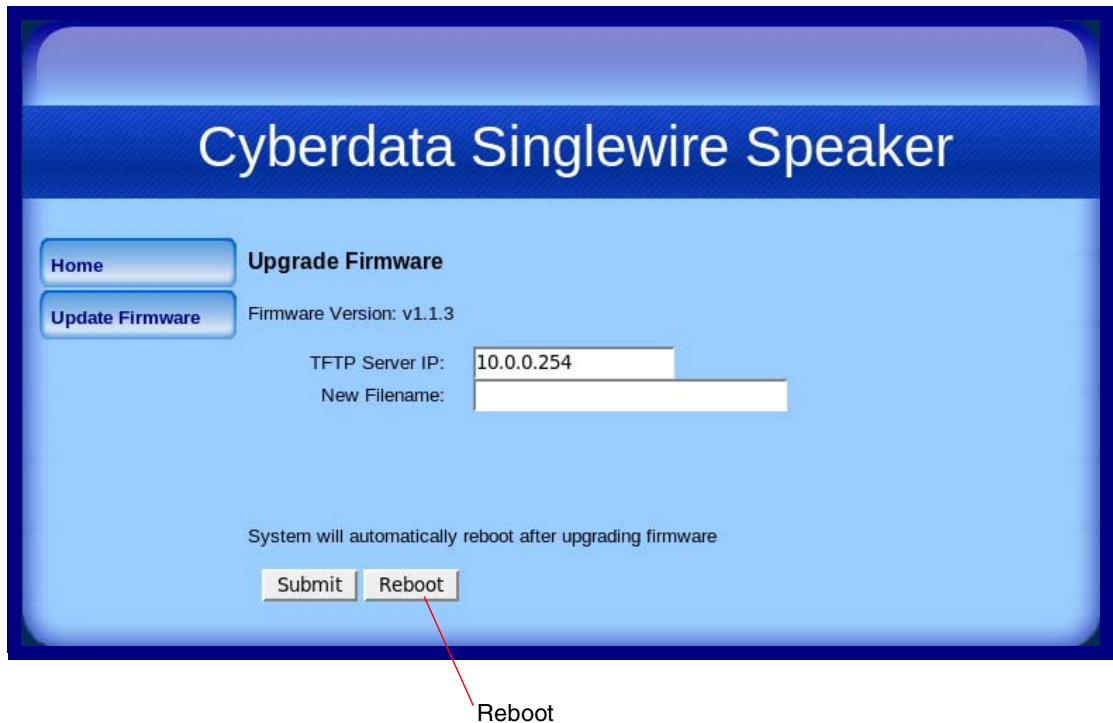 Cyberdata Singlewire Speaker
Home
Update Firmware
Upgrade Firmware
Firmware Version: v1.1.3
TFTP Server IP: 10.0.0.254
New Filename:
System will automatically reboot after upgrading firmware
Submit Reboot
Reboot